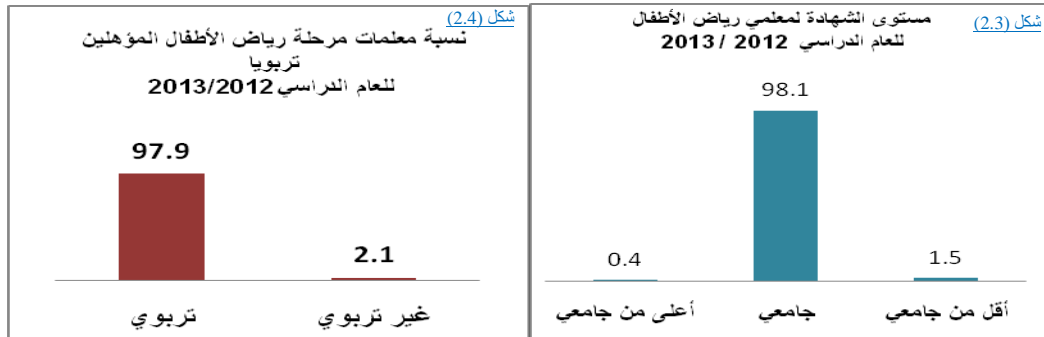 شكل (2.3)
مستوى الشهادة لمعلمي رياض الأطفال
للعام الدراسي 2012 / 2013
98.1
0.4
1.5
أقل من جامعي
جامعي
أعلى من جامعي
شكل (2.4)
نسبة معلمات مرحلة رياض الأطفال المؤهلين
تربويا
للعام الدراسي 2013/2012
97.9
2.1
تربوي
غير تربوي